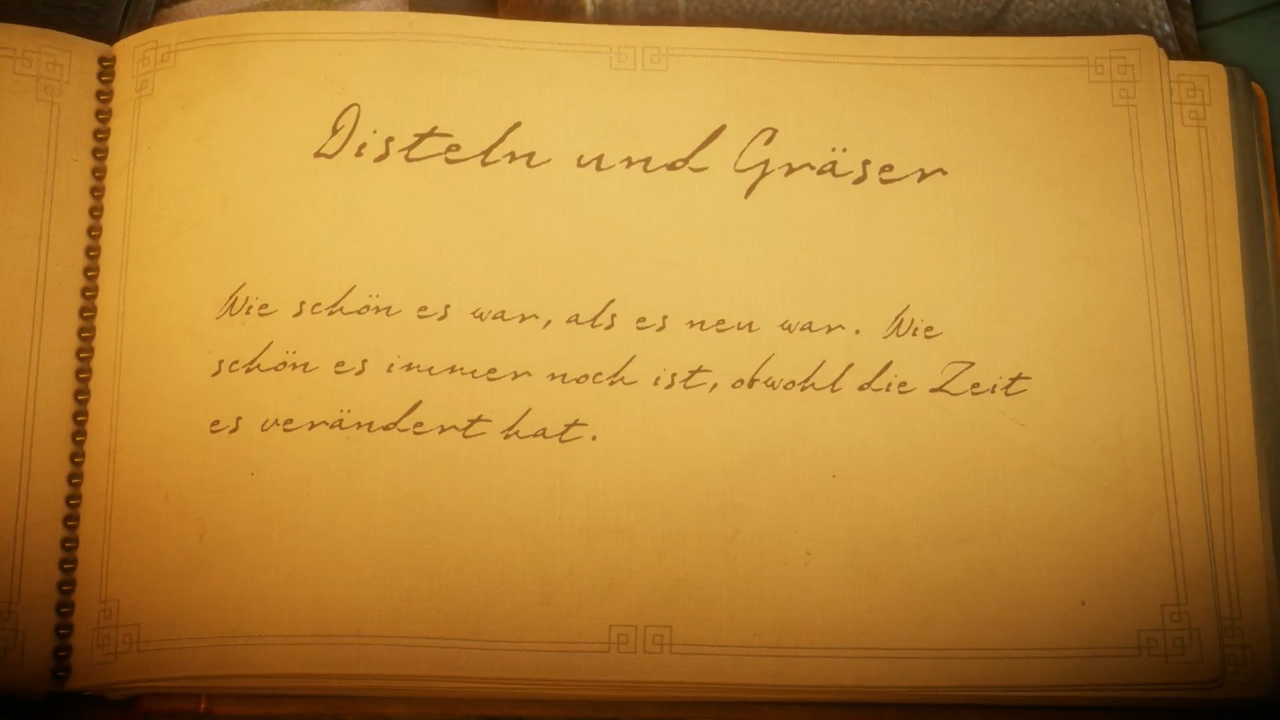 Disteln und Gräser
Wie schön es war, als es neu war. Wie
schön es immer noch ist, obwohl die Zeit
es verändert hat.